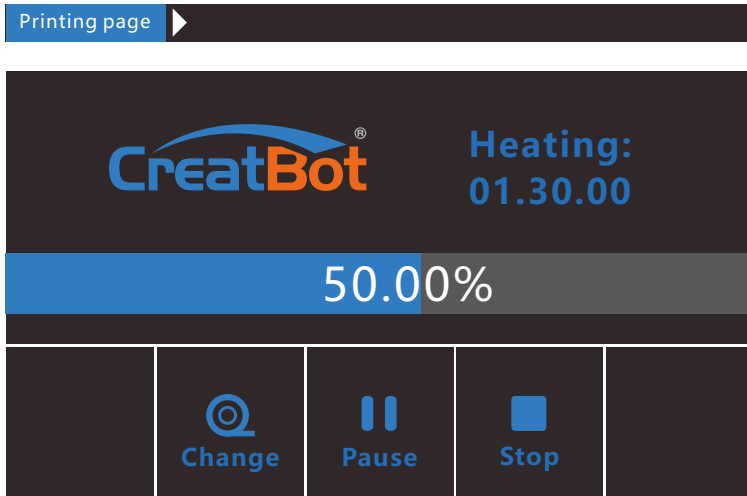 Printing page
CreatBot®
Heating:
01.30.00
50.00%
Change
Pause
Stop